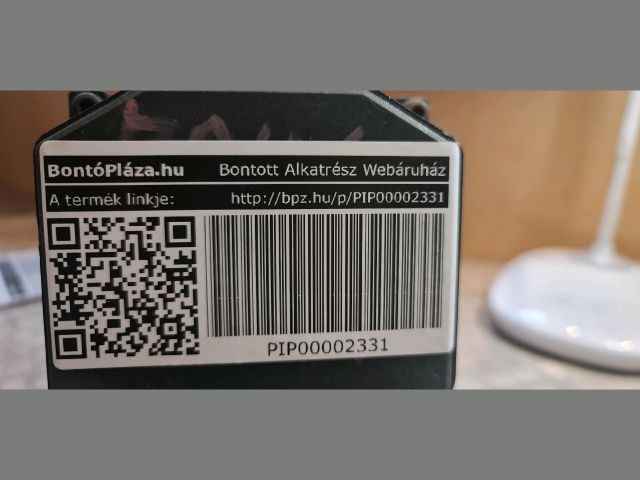 BontóPláza.hu Bontott Alkatrész Webáruház
A termék linkje: http://bpz.hu/p/PIP00002331
PIP00002331